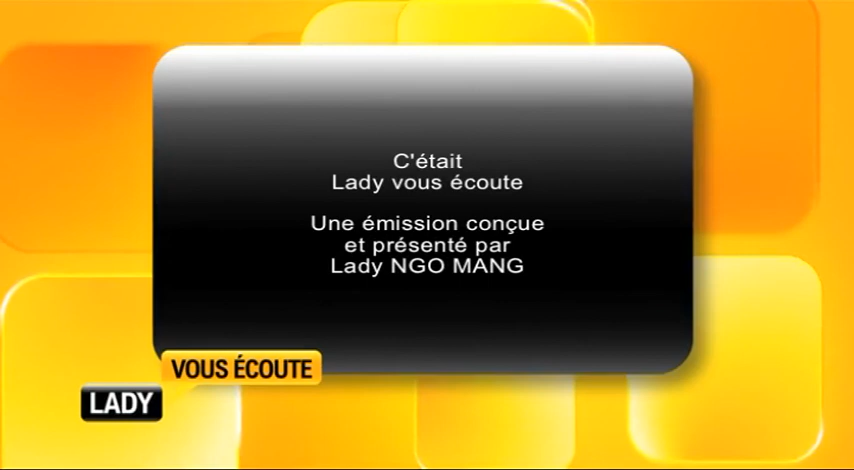 C'était
Lady vous écoute
Une émission conçue
et présenté par
Lady NGO MANG
VOUS ÉCOUTE
LADY